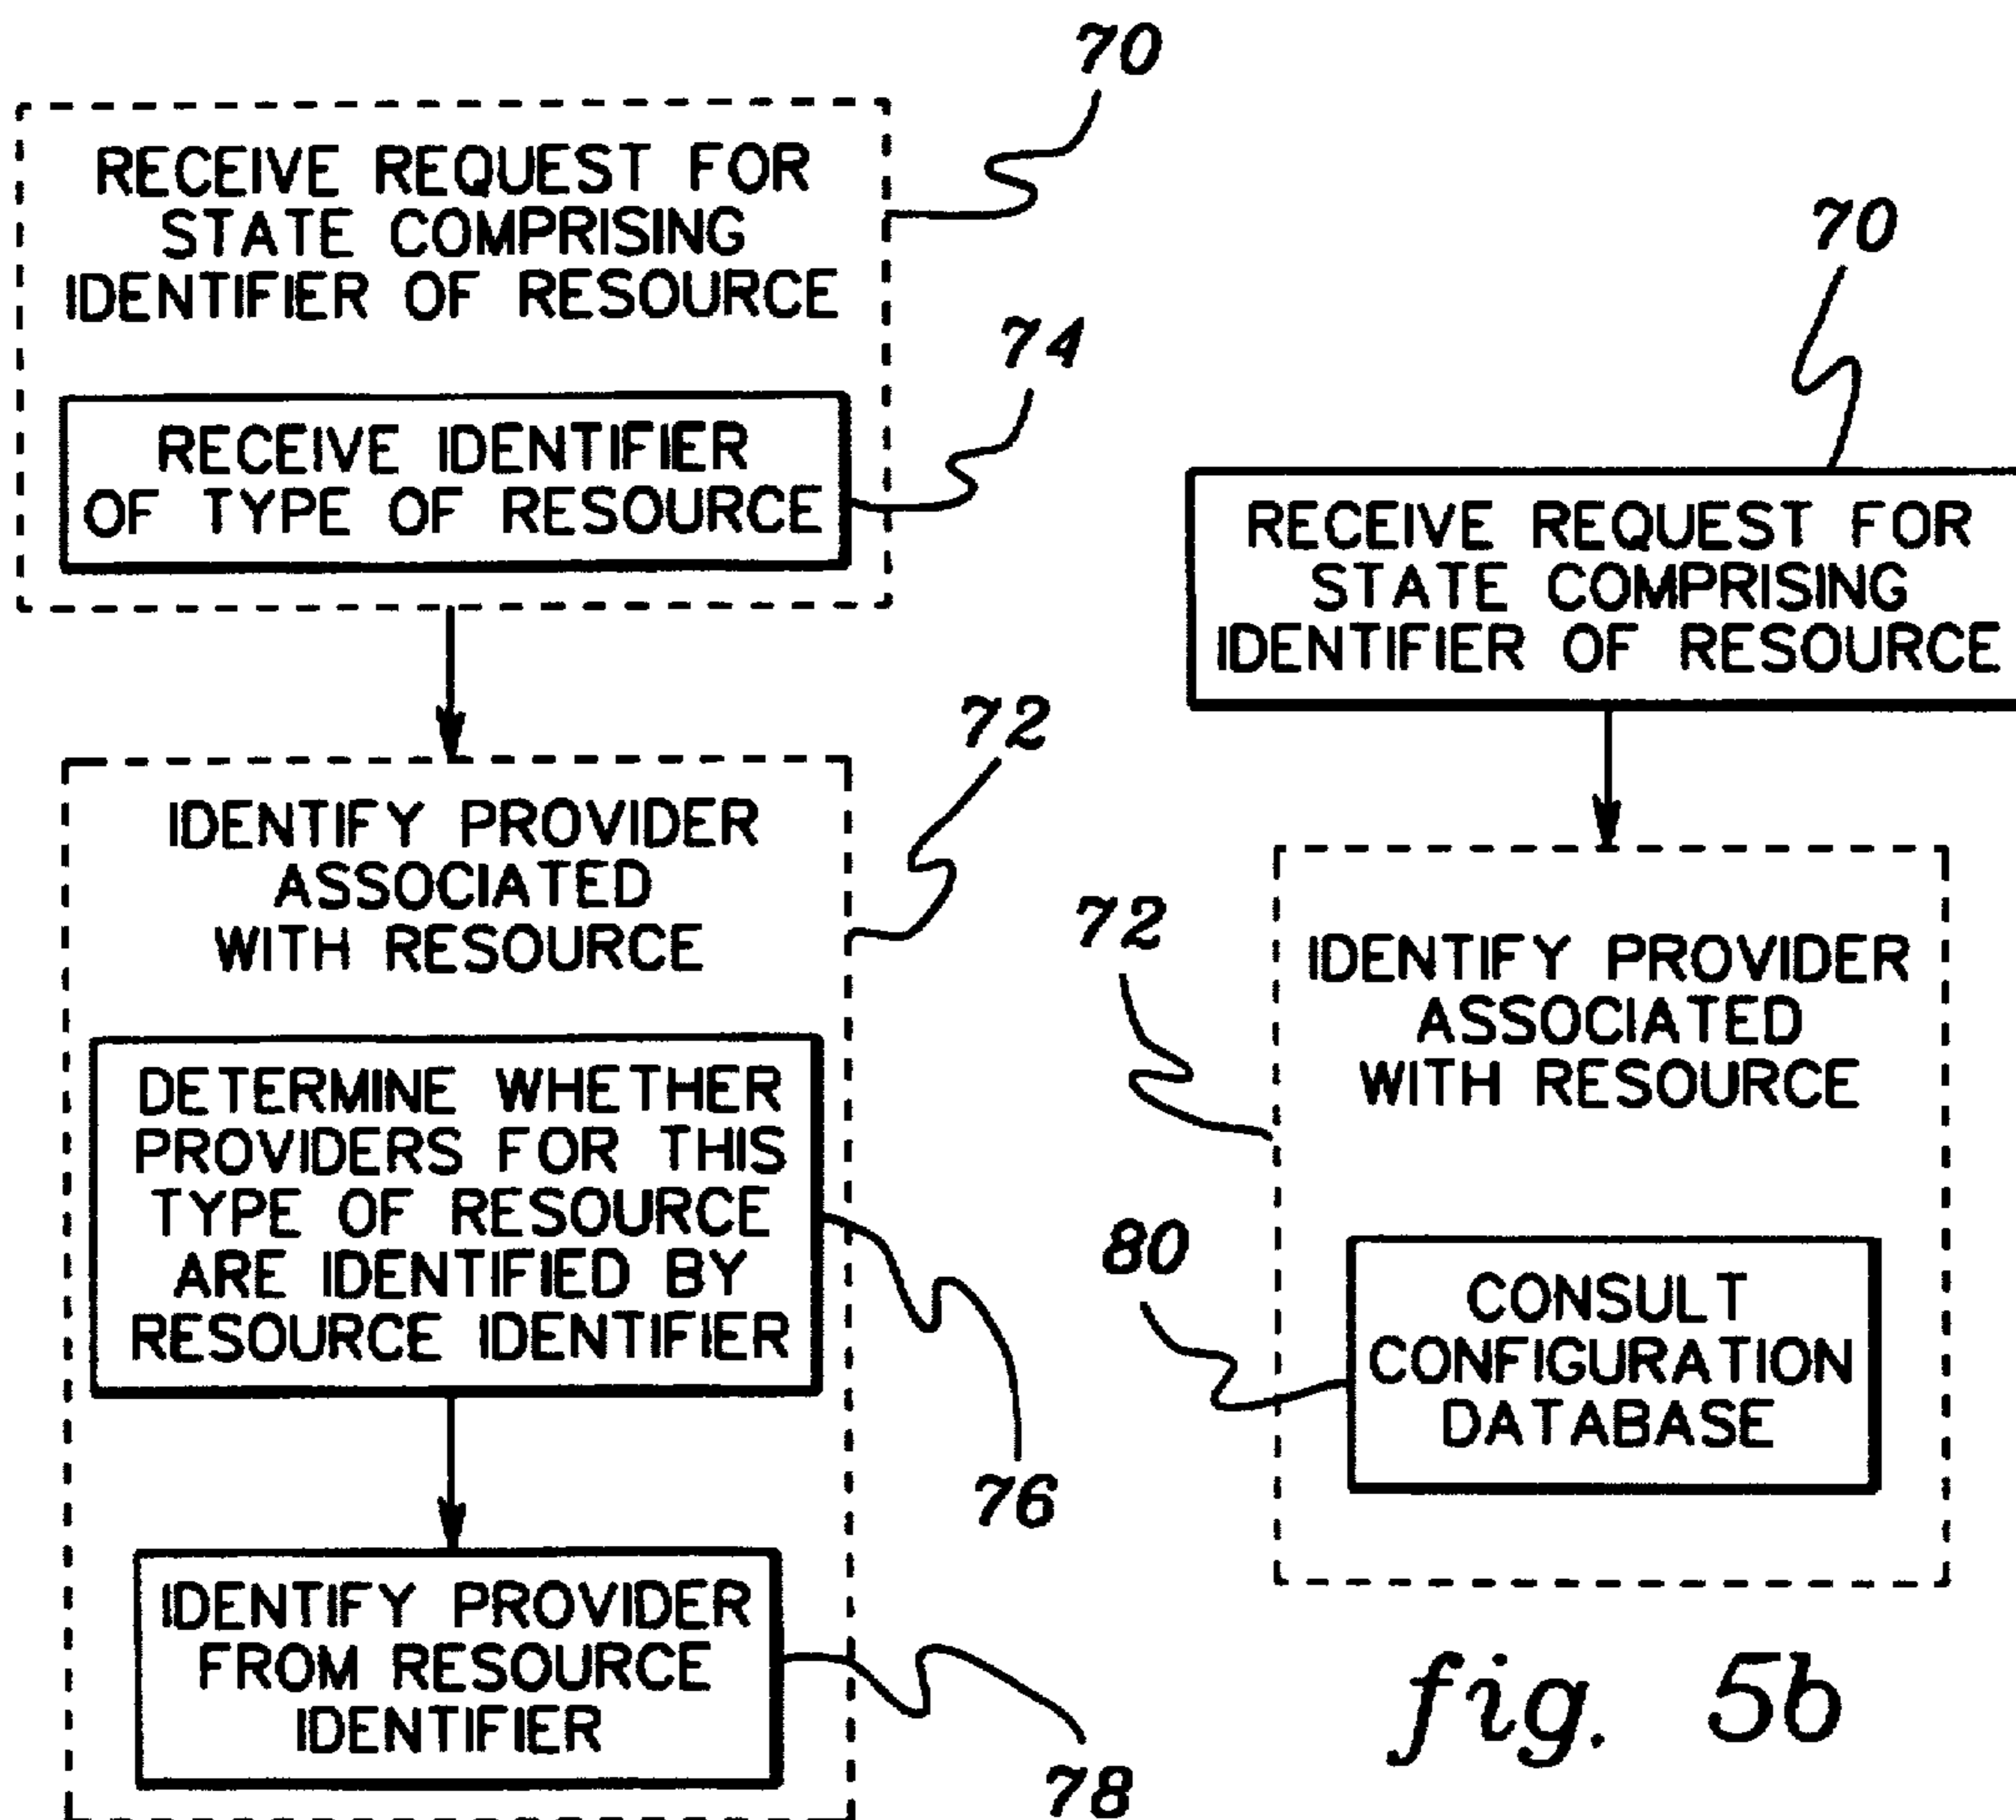 70
RECEIVE REQUEST FOR
STATE COMPRISING
IDENTIFIER OF RESOURCE
74
RECEIVE IDENTIFIER
OF TYPE OF RESOURCE
72
IDENTIFY PROVIDER
ASSOCIATED
WITH RESOURCE
DETERMINE WHETHER
PROVIDERS FOR THIS
TYPE OF RESOURCE
ARE IDENTIFIED BY
RESOURCE IDENTIFIER
76
IDENTIFY PROVIDER
FROM RESOURCE
IDENTIFIER
78
70
RECEIVE REQUEST FOR
STATE COMPRISING
IDENTIFIER OF RESOURCE
72
IDENTIFY PROVIDER
ASSOCIATED
WITH RESOURCE
80
CONSULT
CONFIGURATION
DATABASE
fig. 5b